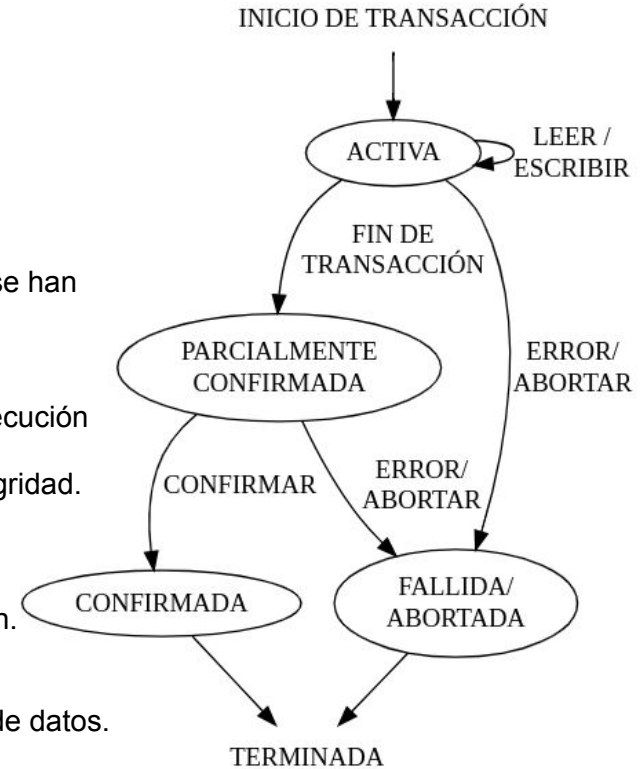 INICIO DE TRANSACCIÓN
ACTIVA
LEER /
ESCRIBIR
FIN DE
TRANSACCIÓN
se han
PARCIALMENTE
CONFIRMADA
ERROR/
ABORTAR
ecución
gridad.
CONFIRMAR
ERROR/
ABORTAR
CONFIRMADA
FALLIDA/
ABORTADA
n.
de datos.
TERMINADA